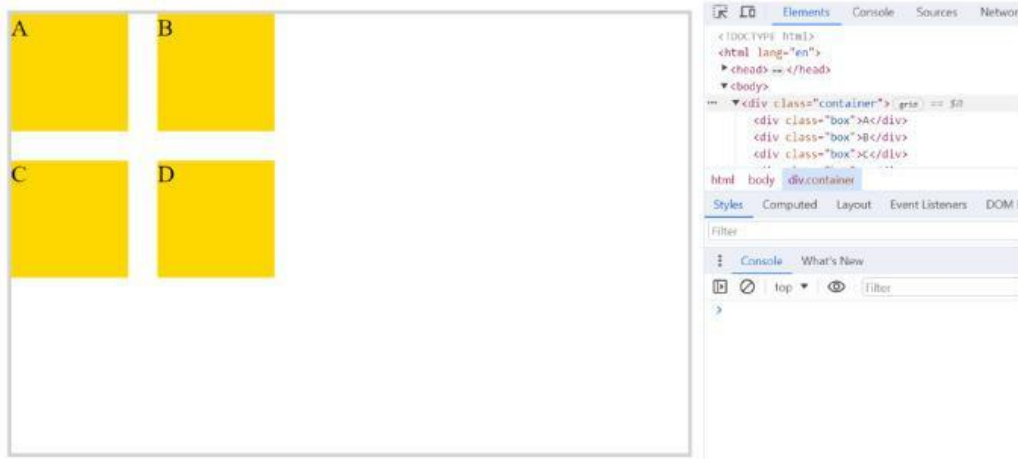 A B
C D
Elements Console Sources Networ
<!DOCTYPE html>
<html lang="en">
<head> </head>
<body>
<div class="container"> grid == $0
<div class="box">A</div>
<div class="box">B</div>
<div class="box">C</div>
html body div.container
Styles Computed Layout Event Listeners DOM
Filter
Console What's New
top Filter